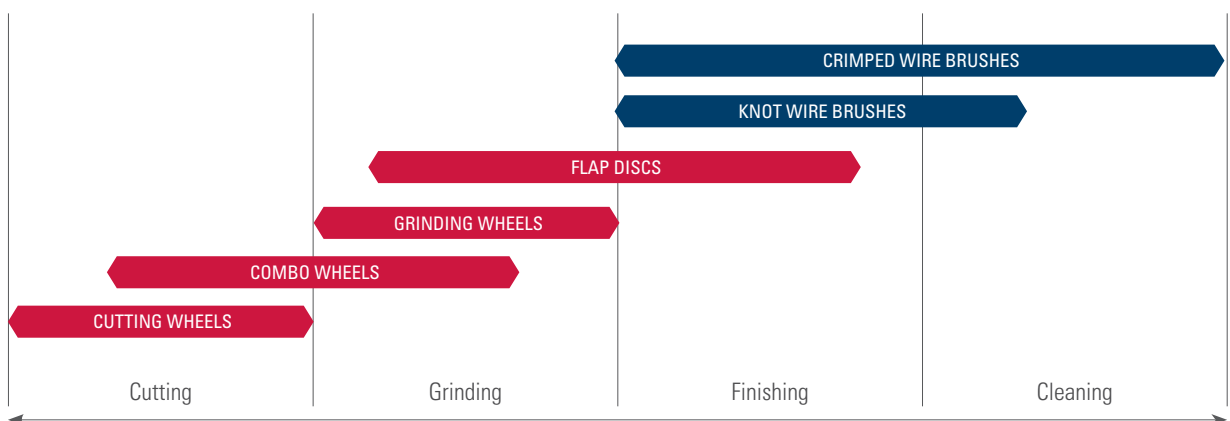 CRIMPED WIRE BRUSHES
KNOT WIRE BRUSHES
FLAP DISCS
GRINDING WHEELS
COMBO WHEELS
CUTTING WHEELS
Cutting Grinding Finishing Cleaning